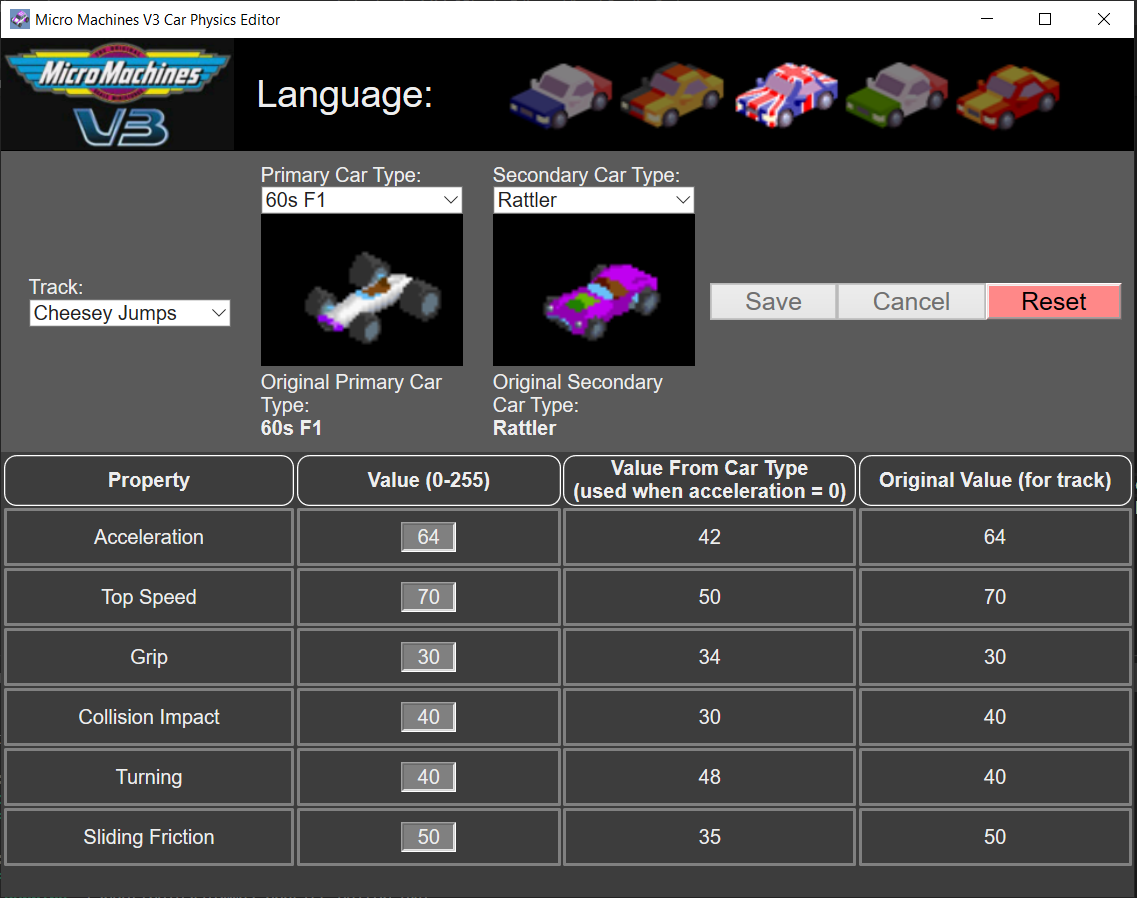 Micro Machines V3 Car Physics Editor
MicroMachines
V3
Language:
Primary Car Type:
60s F1
Secondary Car Type:
Rattler
Track:
Cheesey Jumps
Original Primary Car
Type:
60s F1
Original Secondary
Car Type:
Rattler
Save
Cancel
Reset
Property
Value (0-255)
Value From Car Type
(used when acceleration = 0)
Original Value (for track)
Acceleration
64
42
64
Top Speed
70
50
70
Grip
30
34
30
Collision Impact
40
30
40
Turning
40
48
40
Sliding Friction
50
35
50